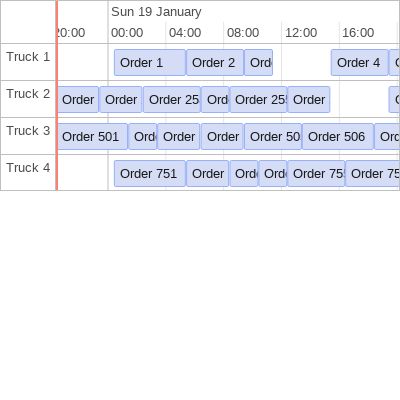 Sun 19 January
20:00 00:00 04:00 08:00 12:00 16:00
Truck 1 Order 1 Order 2 Ord Order 4
Truck 2 Order Order Order 25 Ord Order 25 Order
Truck 3 Order 501 Ord Order Order Order 50 Order 506 Ord
Truck 4 Order 751 Order Ord Ord Order 75 Order 75